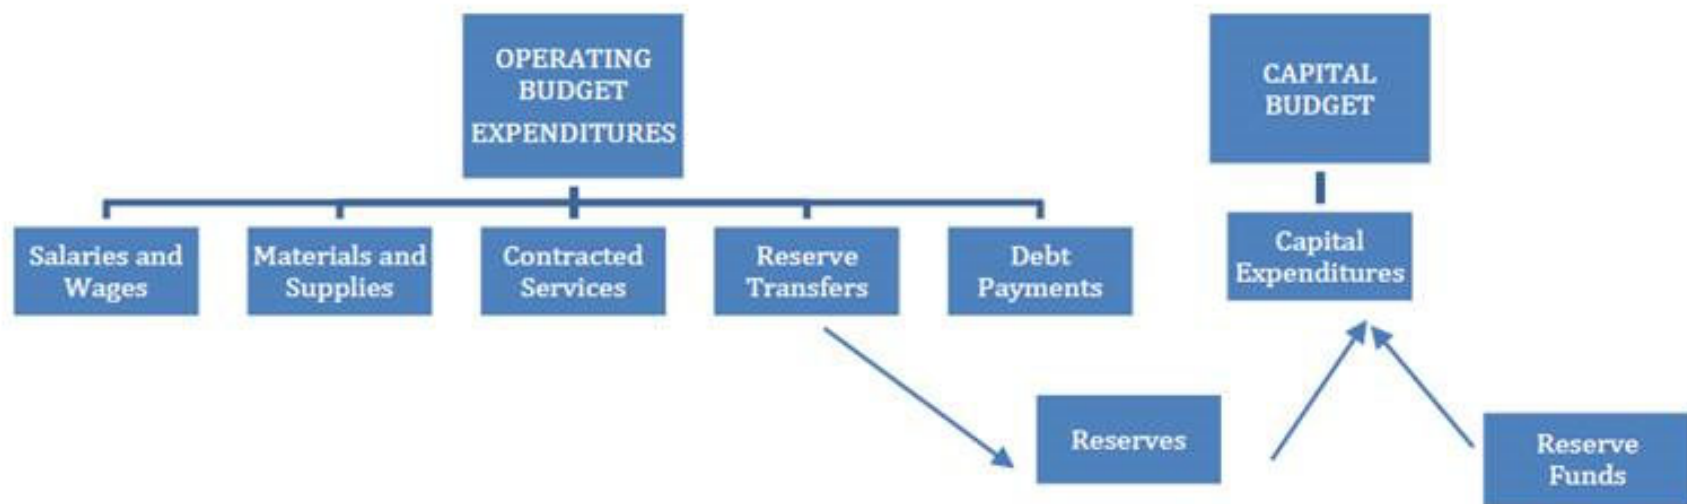 OPERATING
BUDGET
EXPENDITURES
CAPITAL
BUDGET
Salaries and
Wages
Materials and
Supplies
Contracted
Services
Reserve
Transfers
Debt
Payments
Capital
Expenditures
Reserves
Reserve
Funds